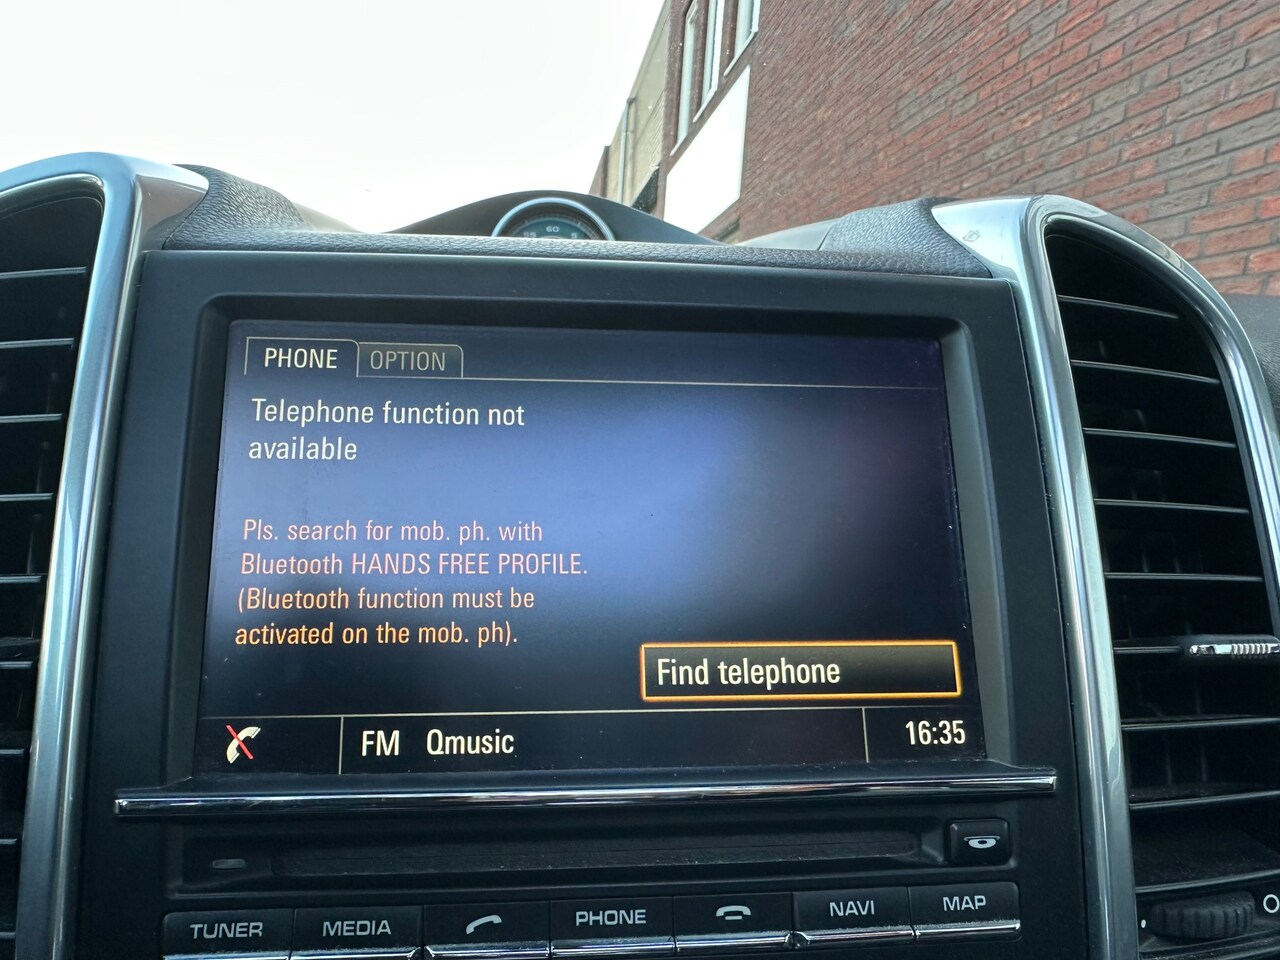 60
PHONE
OPTION
Telephone function not
available
Pls. search for mob. ph. with
Bluetooth HANDS FREE PROFILE.
(Bluetooth function must be
activated on the mob. ph).
Find telephone
FM Qmusic
16:35
TUNER
MEDIA
PHONE
NAVI
MAP